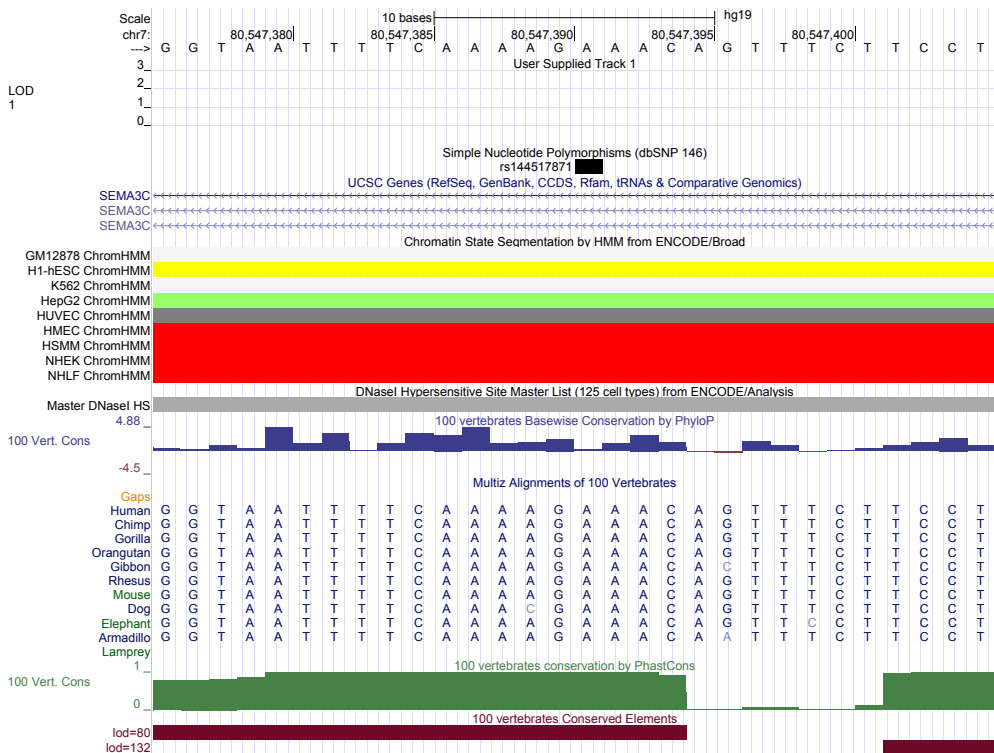 Scale 10 bases hg19
chr7: 80,547,380 80,547,385 80,547,390 80,547,395 80,547,400
---> G G T A A T T T T C A A A A G A A A C A G T T T C T T C C T
User Supplied Track 1
LOD
1
3
2
1
0
Simple Nucleotide Polymorphisms (dbSNP 146)
rs144517871
UCSC Genes (RefSeq, GenBank, CCDS, Rfam, tRNAs & Comparative Genomics)
SEMA3C
SEMA3C
SEMA3C
Chromatin State Segmentation by HMM from ENCODE/Broad
GM12878 ChromHMM
H1-hESC ChromHMM
K562 ChromHMM
HepG2 ChromHMM
HUVEC ChromHMM
HMEC ChromHMM
HSMM ChromHMM
NHEK ChromHMM
NHLF ChromHMM
DNaseI Hypersensitive Site Master List (125 cell types) from ENCODE/Analysis
Master DNaseI HS
100 vertebrates Basewise Conservation by PhyloP
4.88
100 Vert. Cons
-4.5
Multiz Alignments of 100 Vertebrates
Gaps
Human G G T A A T T T T C A A A A G A A A C A G T T T C T T C C T
Chimp G G T A A T T T T C A A A A G A A A C A G T T T C T T C C T
Gorilla G G T A A T T T T C A A A A G A A A C A G T T T C T T C C T
Orangutan G G T A A T T T T C A A A A G A A A C A G T T T C T T C C T
Gibbon G G T A A T T T T C A A A A G A A A C A C T T T C T T C C T
Rhesus G G T A A T T T T C A A A A G A A A C A G T T T C T T C C T
Mouse G G T A A T T T T C A A A A G A A A C A G T T T C T T C C T
Dog G G T A A T T T T C A A A C G A A A C A G T T T C T T C C T
Elephant G G T A A T T T T C A A A A G A A A C A G T T C C T T C C T
Armadillo G G T A A T T T T C A A A A G A A A C A A T T T C T T C C T
Lamprey
100 vertebrates conservation by PhastCons
1
100 Vert. Cons
0
100 vertebrates Conserved Elements
lod=80
lod=132